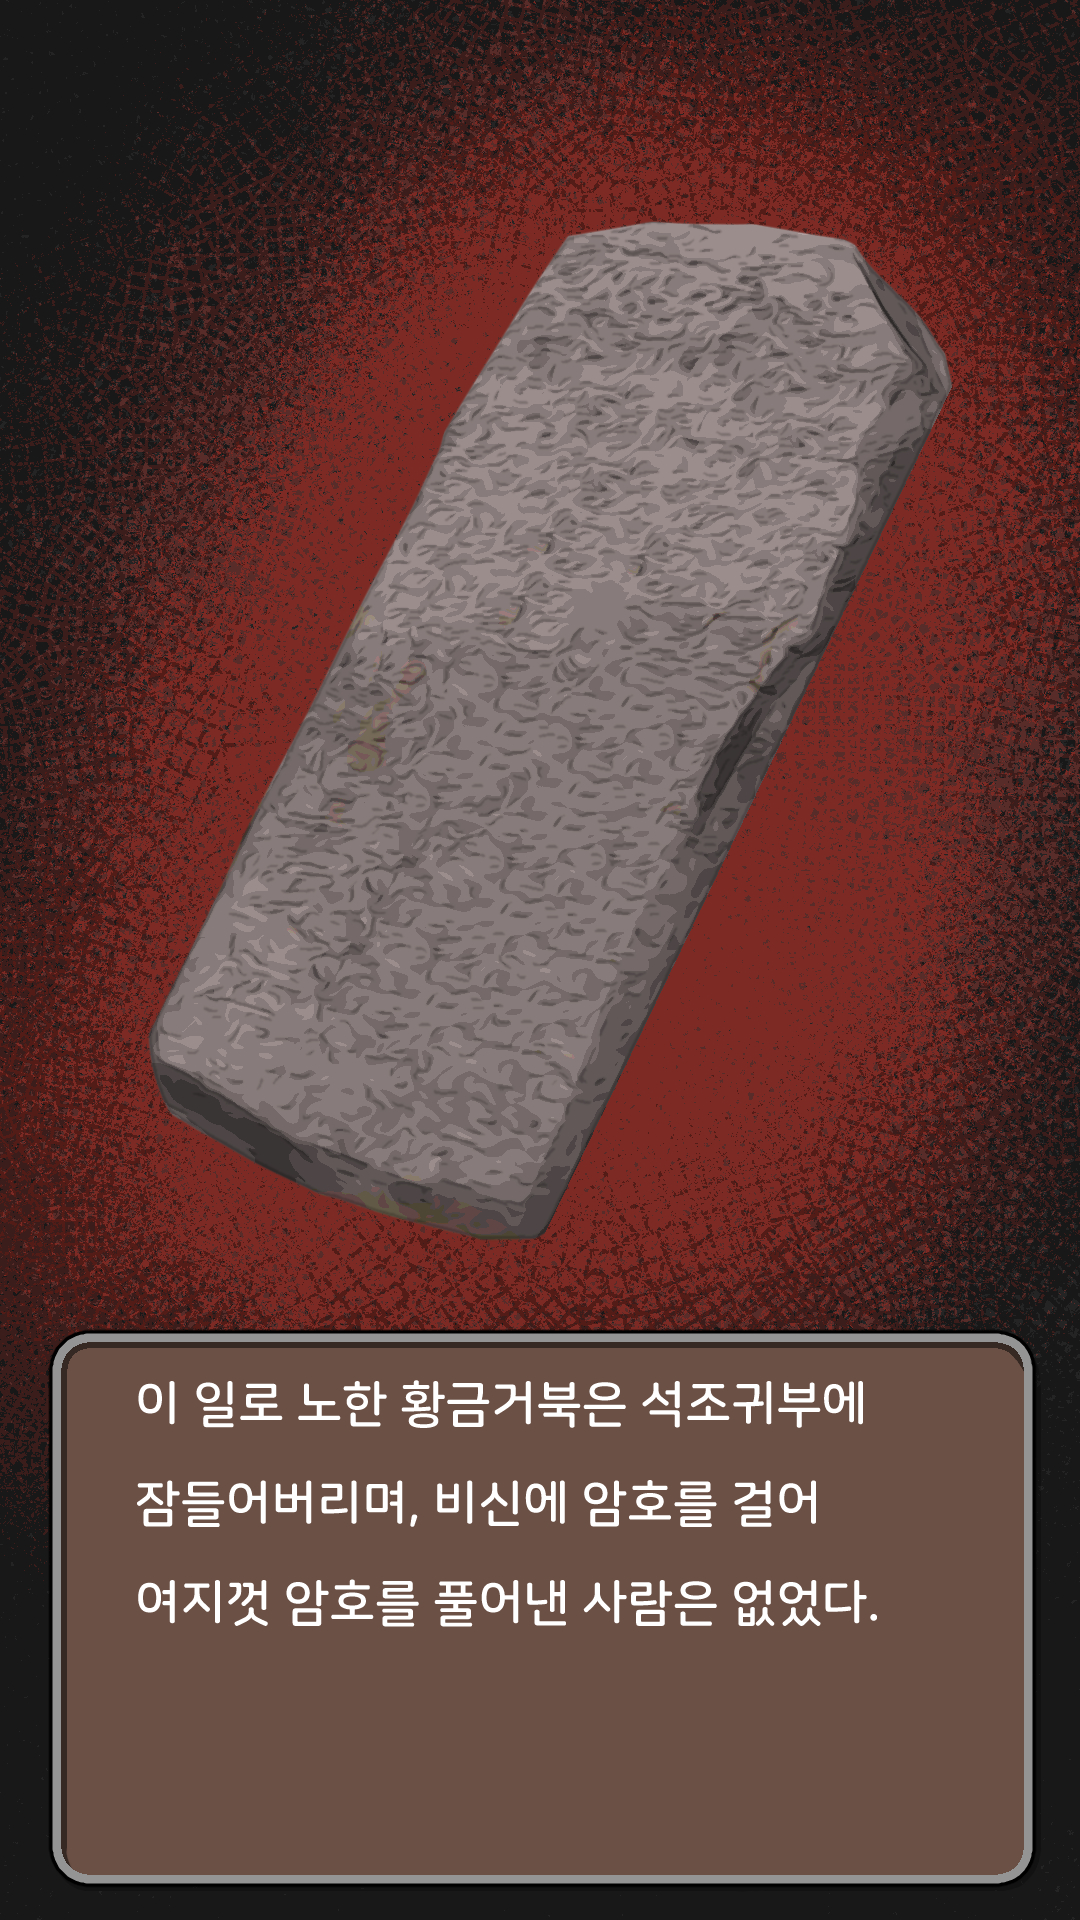 이 일로 노한 황금거북은 석조귀부에
잠들어버리며, 비신에 암호를 걸어
여지껏 암호를 풀어낸 사람은 없었다.